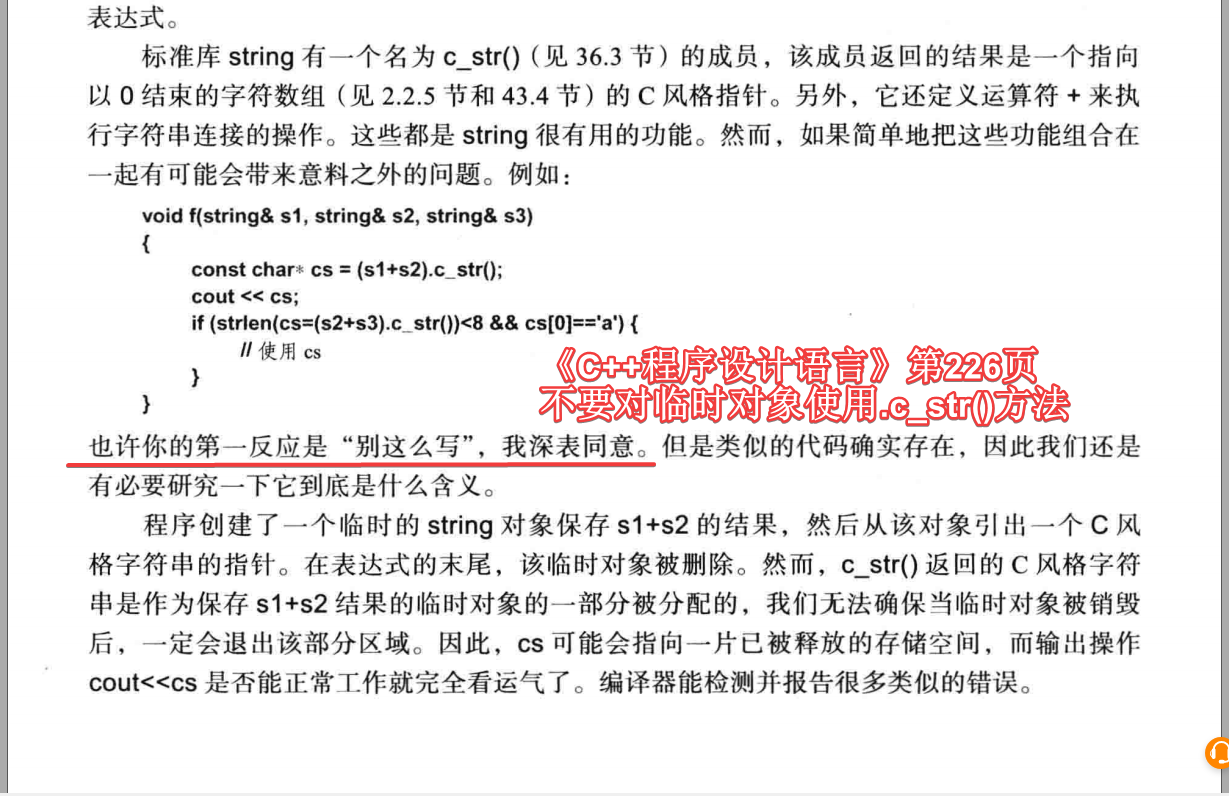 表达式。
标准库 string 有一个名为 c_str()（见 36.3 节）的成员，该成员返回的结果是一个指向
以 0 结束的字符数组（见 2.2.5 节和 43.4 节）的 C 风格指针。另外，它还定义运算符 + 来执
行字符串连接的操作。这些都是 string 很有用的功能。然而，如果简单地把这些功能组合在
一起有可能会带来意料之外的问题。例如：
void f(string& s1, string& s2, string& s3)
{
const char* cs = (s1+s2).c_str();
cout << cs;
if (strlen(cs=(s2+s3).c_str())<8 && cs[0]=='a') {
// 使用 cs
}
}
《C++程序设计语言》第226页
不要对临时对象使用.c_str()方法
也许你的第一反应是“别这么写”，我深表同意。但是类似的代码确实存在，因此我们还是
有必要研究一下它到底是什么含义。
程序创建了一个临时的 string 对象保存 s1+s2 的结果，然后从该对象引出一个 C 风
格字符串的指针。在表达式的末尾，该临时对象被删除。然而，c_str() 返回的 C 风格字符
串是作为保存 s1+s2 结果的临时对象的一部分被分配的，我们无法确保当临时对象被销毁
后，一定会退出该部分区域。因此，cs 可能会指向一片已被释放的存储空间，而输出操作
cout<<cs 是否能正常工作就完全看运气了。编译器能检测并报告很多类似的错误。